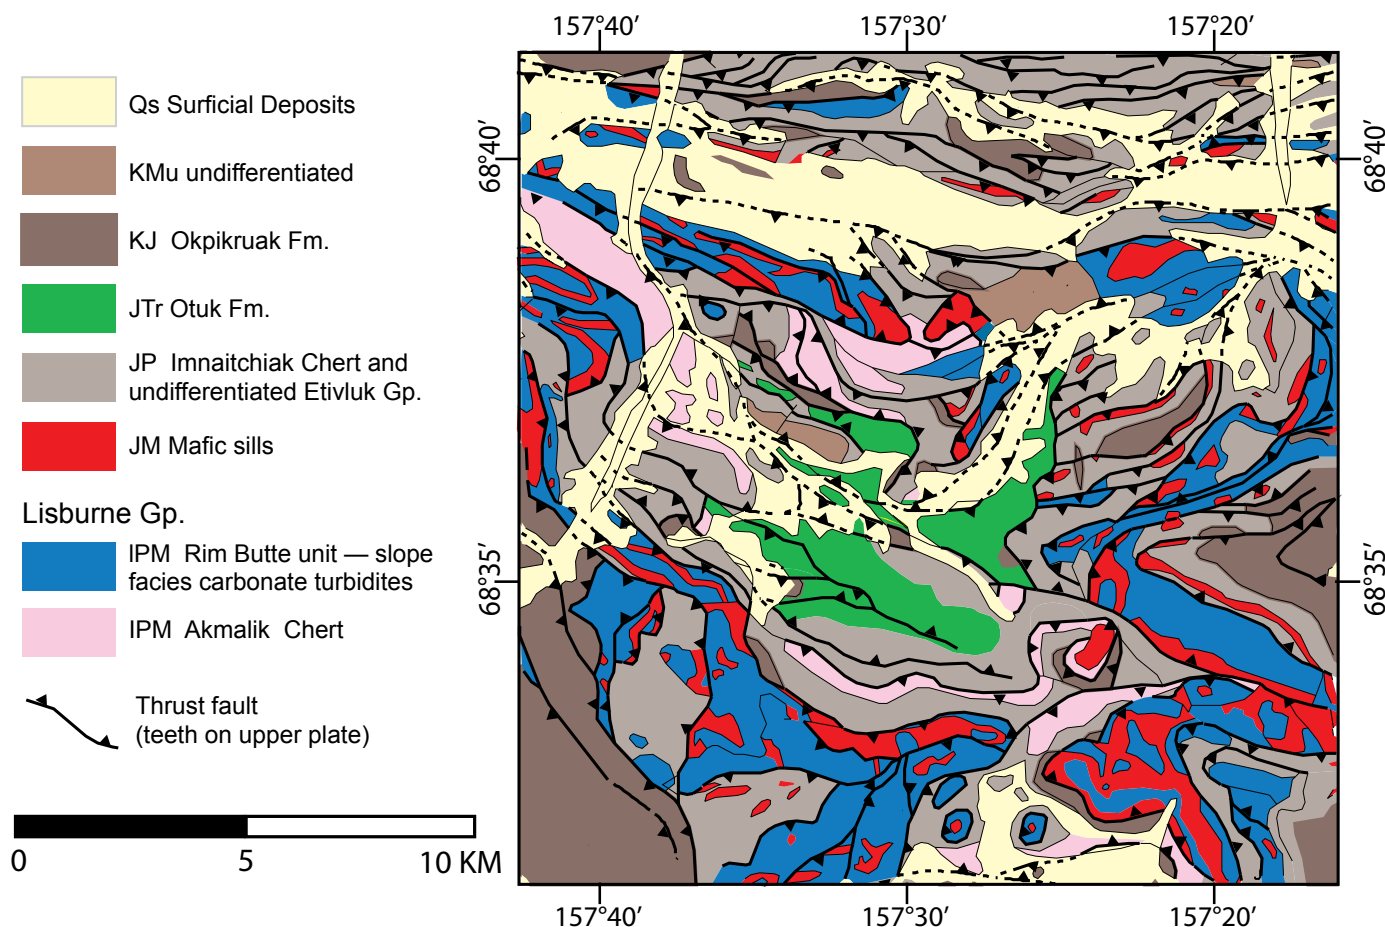 157°40′ 157°30′ 157°20′
Qs Surficial Deposits
68°40′
68°40′
KMu undifferentiated
KJ Okpikruak Fm.
JTr Otuk Fm.
JP Imnaitchiak Chert and
undifferentiated Etivluk Gp.
JM Mafic sills
Lisburne Gp.
IPM Rim Butte unit — slope
facies carbonate turbidites
68°35′
68°35′
IPM Akmalik Chert
Thrust fault
(teeth on upper plate)
0 5 10 KM
157°40′ 157°30′ 157°20′